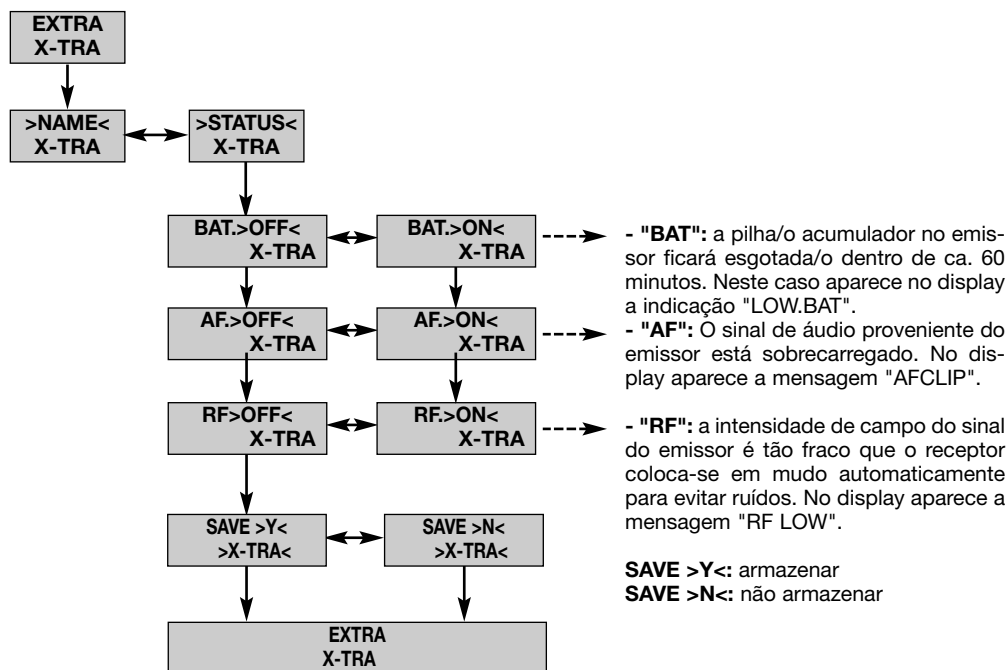 EXTRA
X-TRA
>NAME<
X-TRA
>STATUS<
X-TRA
BAT.>OFF<
X-TRA
BAT.>ON<
X-TRA
AF.>OFF<
X-TRA
AF.>ON<
X-TRA
RF>OFF<
X-TRA
RF.>ON<
X-TRA
SAVE >Y<
>X-TRA<
SAVE >N<
>X-TRA<
EXTRA
X-TRA
- "BAT": a pilha/o acumulador no emis-
sor ficará esgotada/o dentro de ca. 60
minutos. Neste caso aparece no display
a indicação "LOW.BAT".
- "AF": O sinal de áudio proveniente do
emissor está sobrecarregado. No dis-
play aparece a mensagem "AFCLIP".
- "RF": a intensidade de campo do sinal
do emissor é tão fraco que o receptor
coloca-se em mudo automaticamente
para evitar ruídos. No display aparece a
mensagem "RF LOW".
SAVE >Y<: armazenar
SAVE >N<: não armazenar